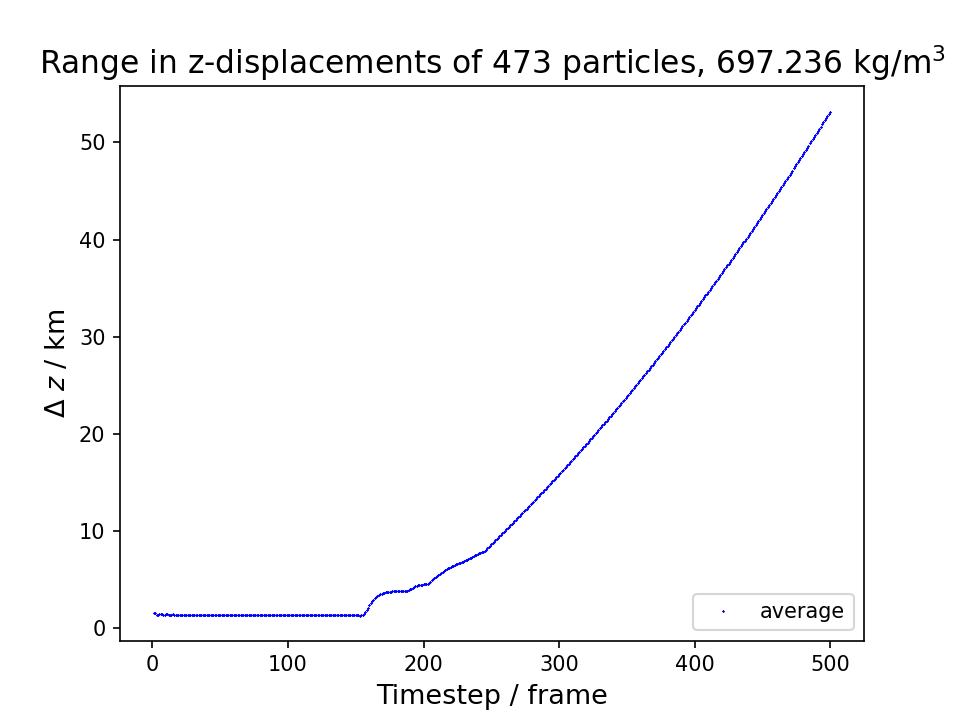 Range in z-displacements of 473 particles, 697.236 kg/m³
50
40
30
20
10
0
Δ z / km
average
0 100 200 300 400 500
Timestep / frame